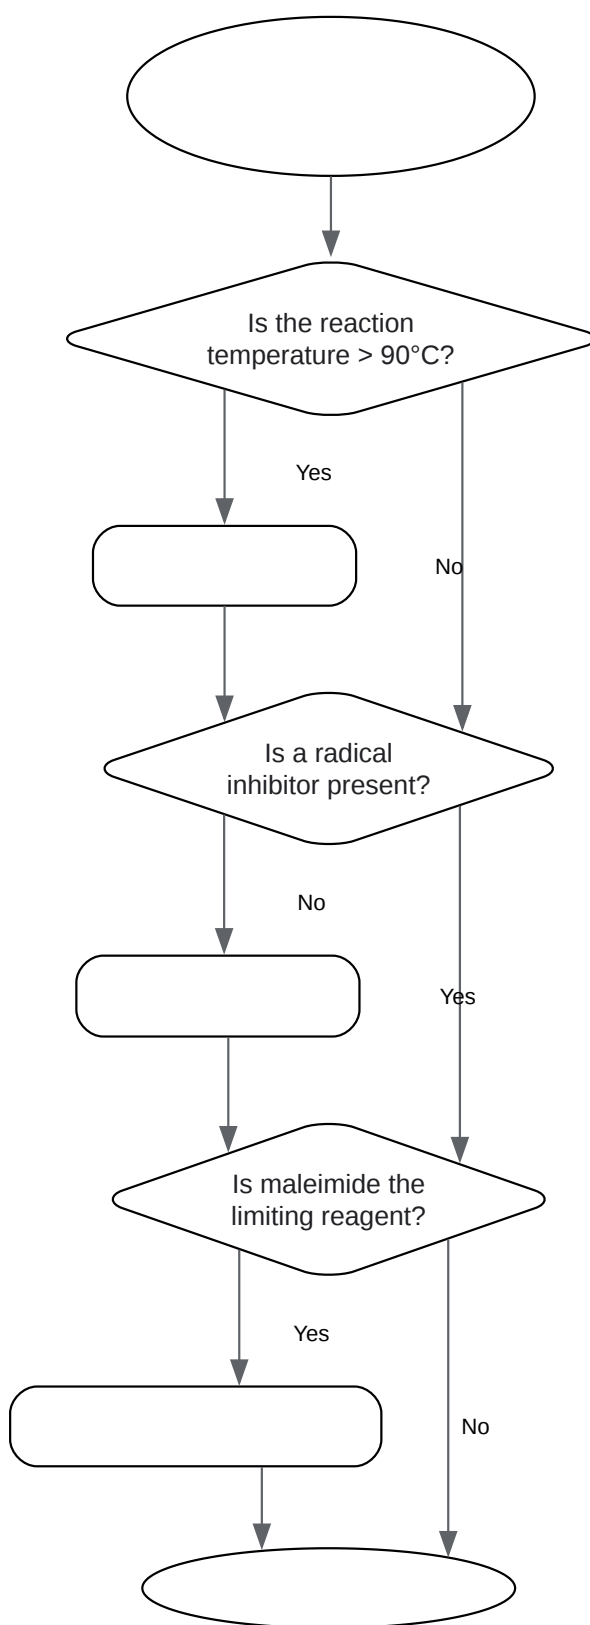 Is the reaction
temperature > 90°C?
Yes
No
Is a radical
inhibitor present?
No
Yes
Is maleimide the
limiting reagent?
Yes
No